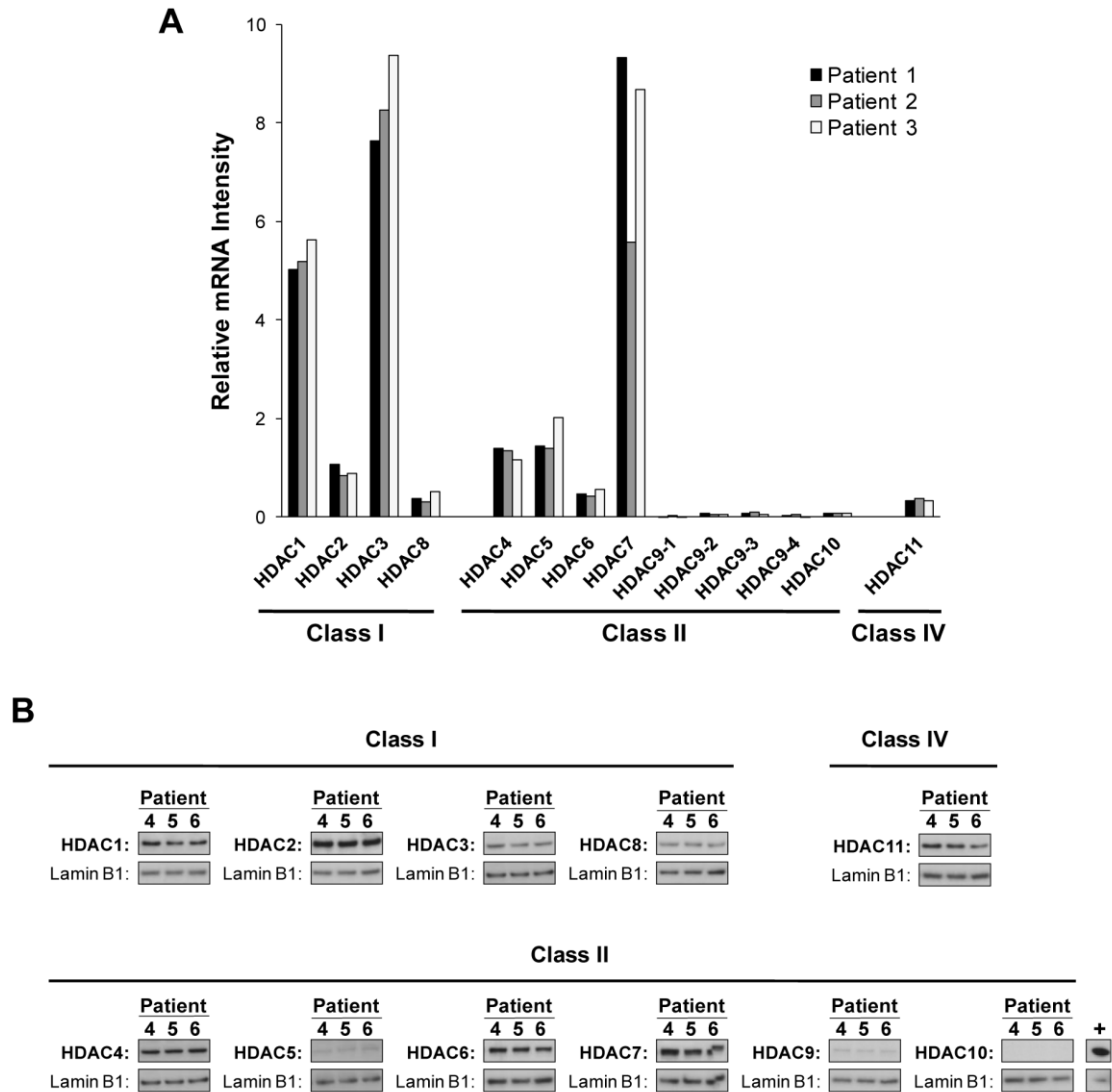 A
10
8
6
4
2
0
Relative mRNA Intensity
Patient 1
Patient 2
Patient 3
HDAC1 HDAC2 HDAC3 HDAC8 HDAC4 HDAC5 HDAC6 HDAC7 HDAC9-1 HDAC9-2 HDAC9-3 HDAC9-4 HDAC10 HDAC11
Class I Class II Class IV
B
Class I Class IV
Patient Patient Patient Patient Patient
4 5 6 4 5 6 4 5 6 4 5 6 4 5 6
HDAC1: HDAC2: HDAC3: HDAC8: HDAC11:
Lamin B1: Lamin B1: Lamin B1: Lamin B1: Lamin B1:
Class II
Patient Patient Patient Patient Patient Patient
4 5 6 4 5 6 4 5 6 4 5 6 4 5 6 4 5 6 +
HDAC4: HDAC5: HDAC6: HDAC7: HDAC9: HDAC10:
Lamin B1: Lamin B1: Lamin B1: Lamin B1: Lamin B1: Lamin B1: